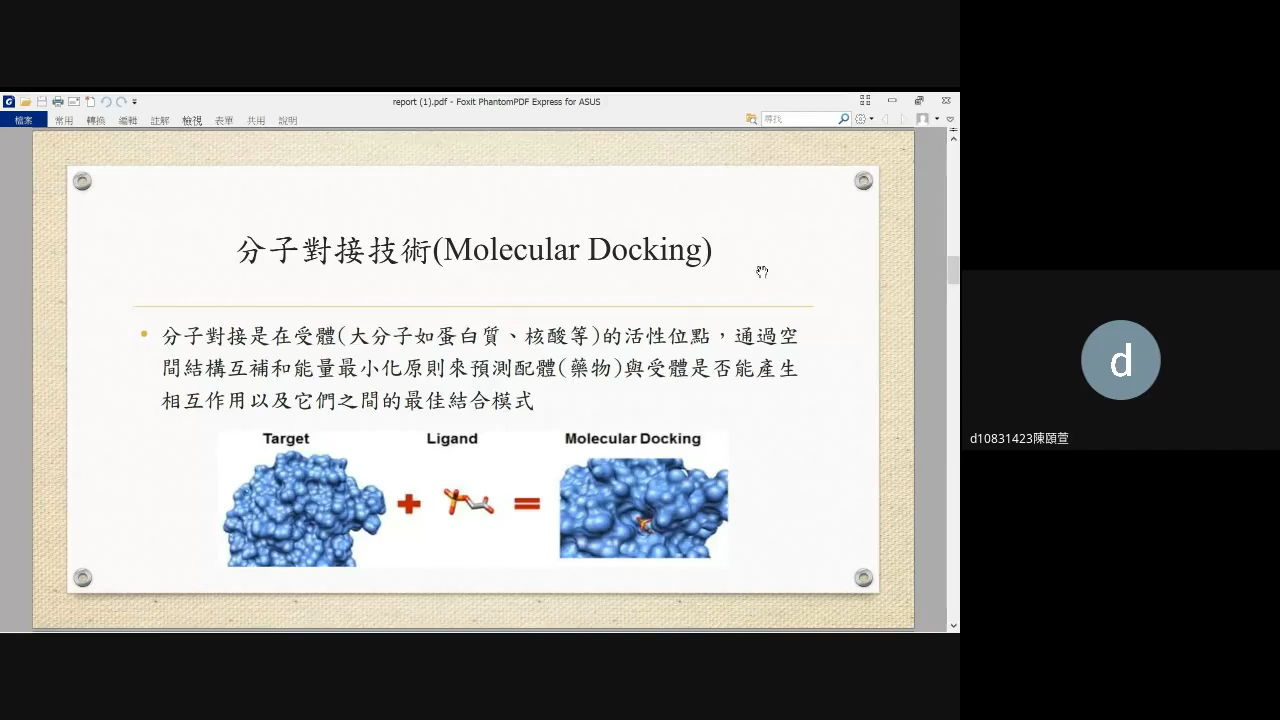 report (1).pdf - Foxit PhantomPDF Express for ASUS
檔案 常用 轉換 編輯 註解 檢視 表單 共用 說明 尋找
分子對接技術(Molecular Docking)
• 分子對接是在受體(大分子如蛋白質、核酸等)的活性位點，通過空
間結構互補和能量最小化原則來預測配體(藥物)與受體是否能產生
相互作用以及它們之間的最佳結合模式
Target Ligand Molecular Docking
d
d10831423陳頤萱